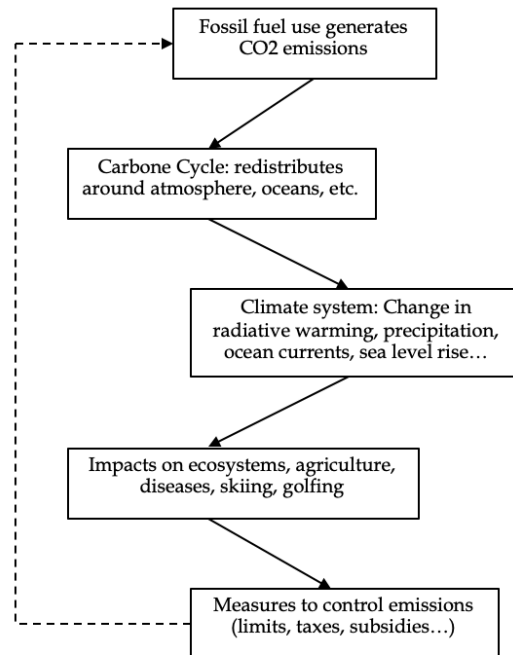 Fossil fuel use generates
CO2 emissions
Carbone Cycle: redistributes
around atmosphere, oceans, etc.
Climate system: Change in
radiative warming, precipitation,
ocean currents, sea level rise…
Impacts on ecosystems, agriculture,
diseases, skiing, golfing
Measures to control emissions
(limits, taxes, subsidies…)